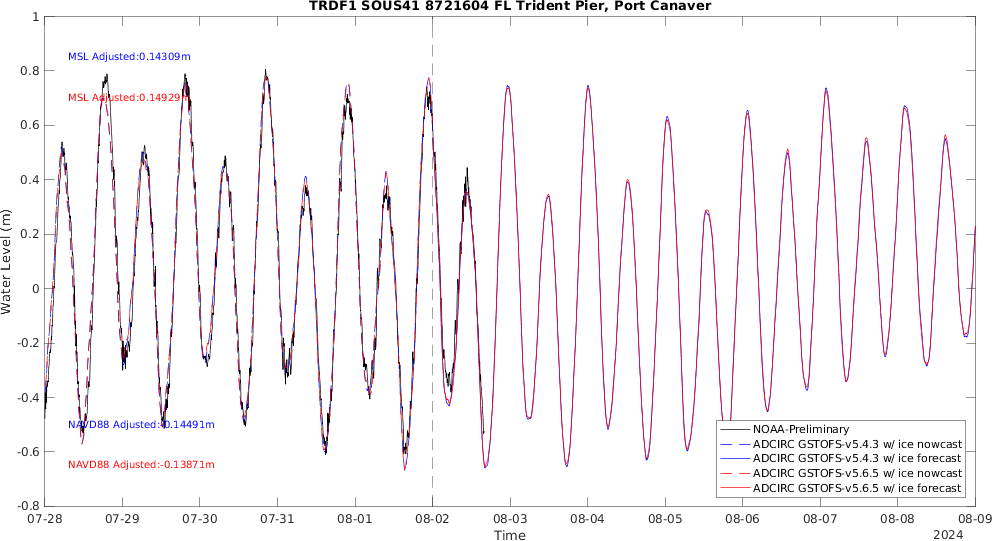 TRDF1 SOUS41 8721604 FL Trident Pier, Port Canaver
1
0.8
0.6
0.4
0.2
0
-0.2
-0.4
-0.6
-0.8
Water Level (m)
MSL Adjusted:0.14309m
MSL Adjusted:0.14929m
NAVD88 Adjusted:-0.14491m
NAVD88 Adjusted:-0.13871m
NOAA-Preliminary
ADCIRC GSTOFS-v5.4.3 w/ ice nowcast
ADCIRC GSTOFS-v5.4.3 w/ ice forecast
ADCIRC GSTOFS-v5.6.5 w/ ice nowcast
ADCIRC GSTOFS-v5.6.5 w/ ice forecast
07-28 07-29 07-30 07-31 08-01 08-02 08-03 08-04 08-05 08-06 08-07 08-08 08-09
Time
2024